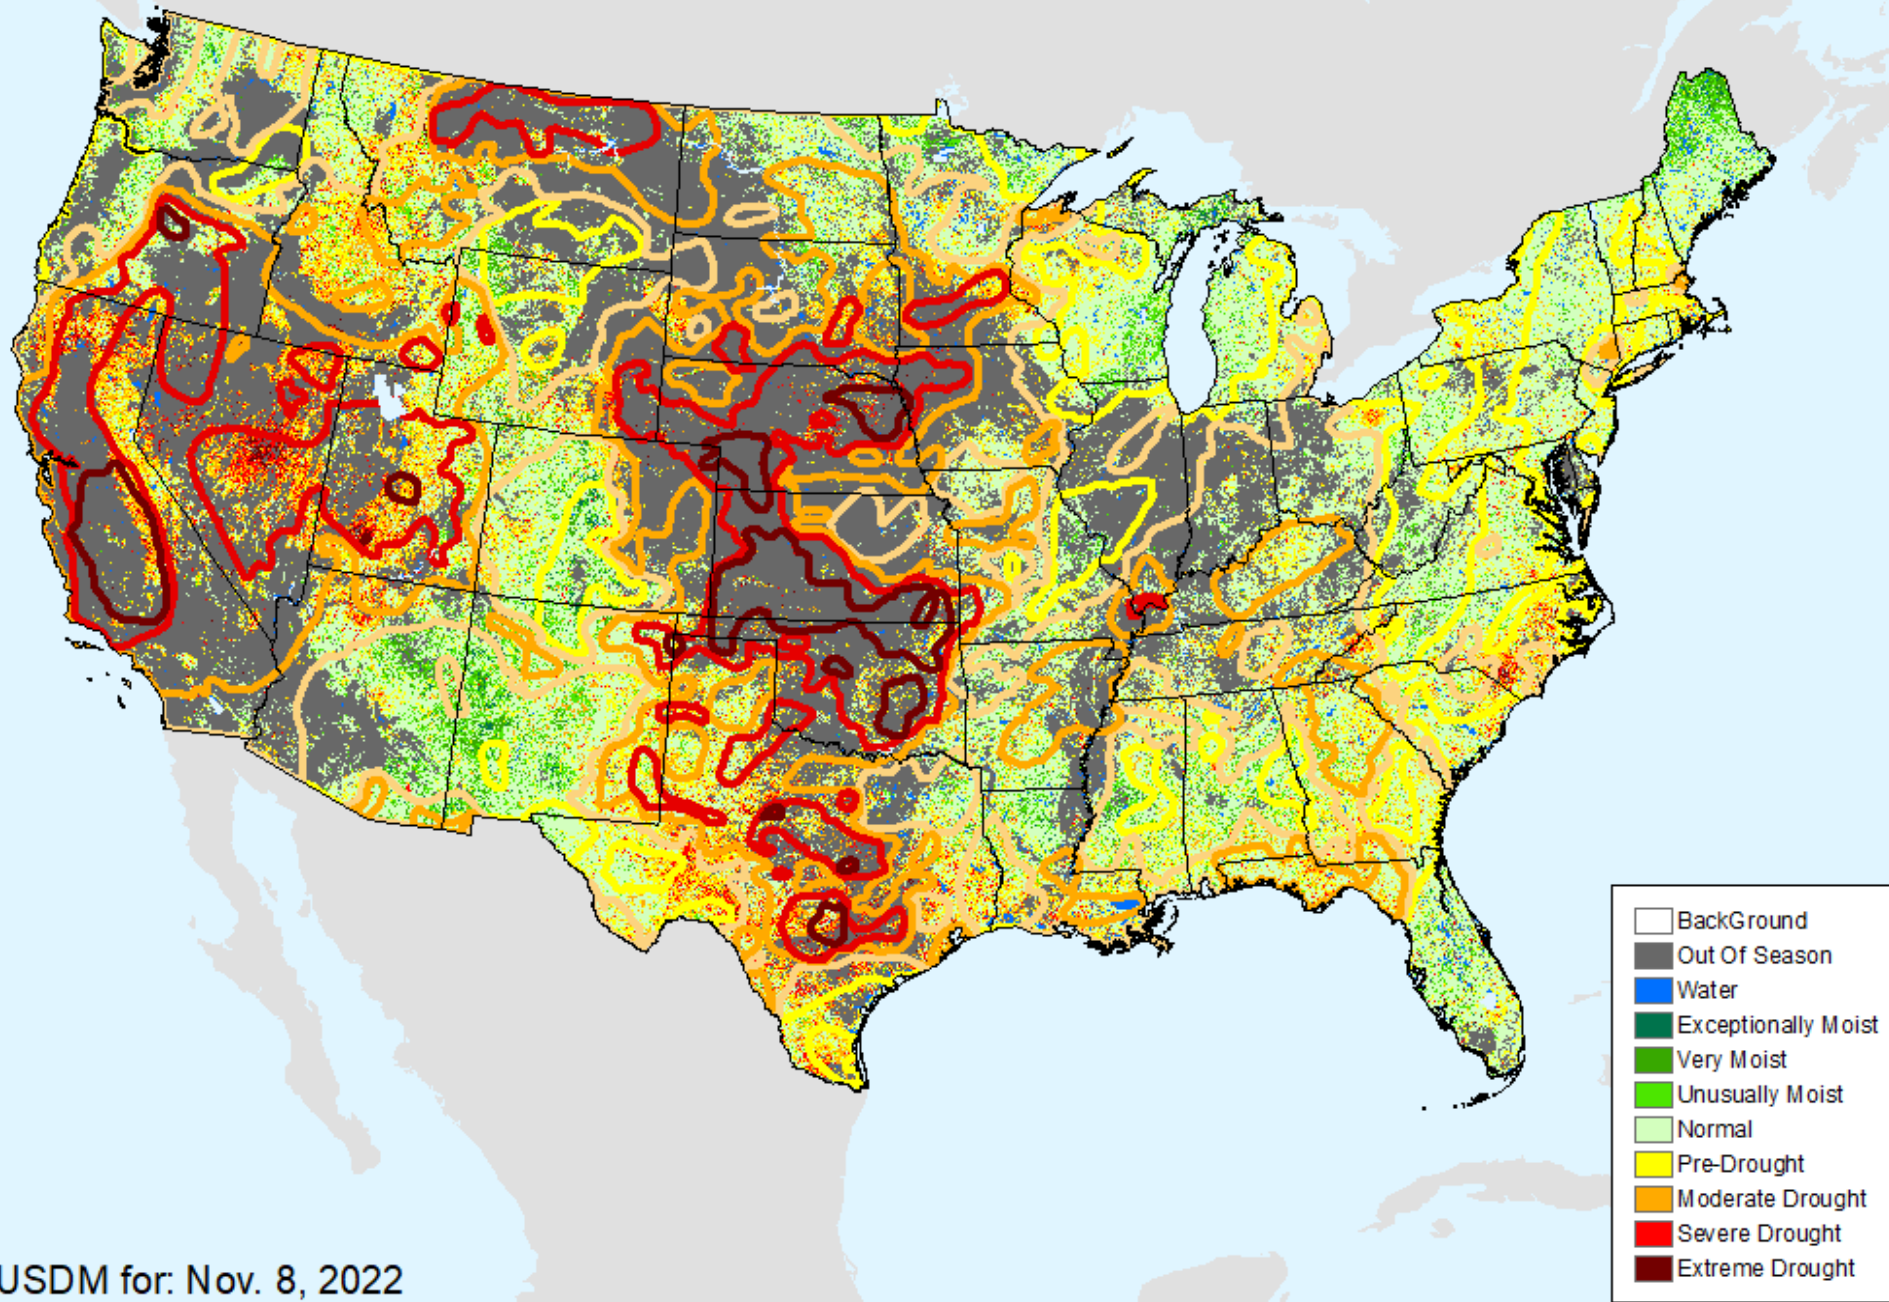 BackGround
Out Of Season
Water
Exceptionally Moist
Very Moist
Unusually Moist
Normal
Pre-Drought
Moderate Drought
Severe Drought
Extreme Drought
USDM for: Nov. 8, 2022